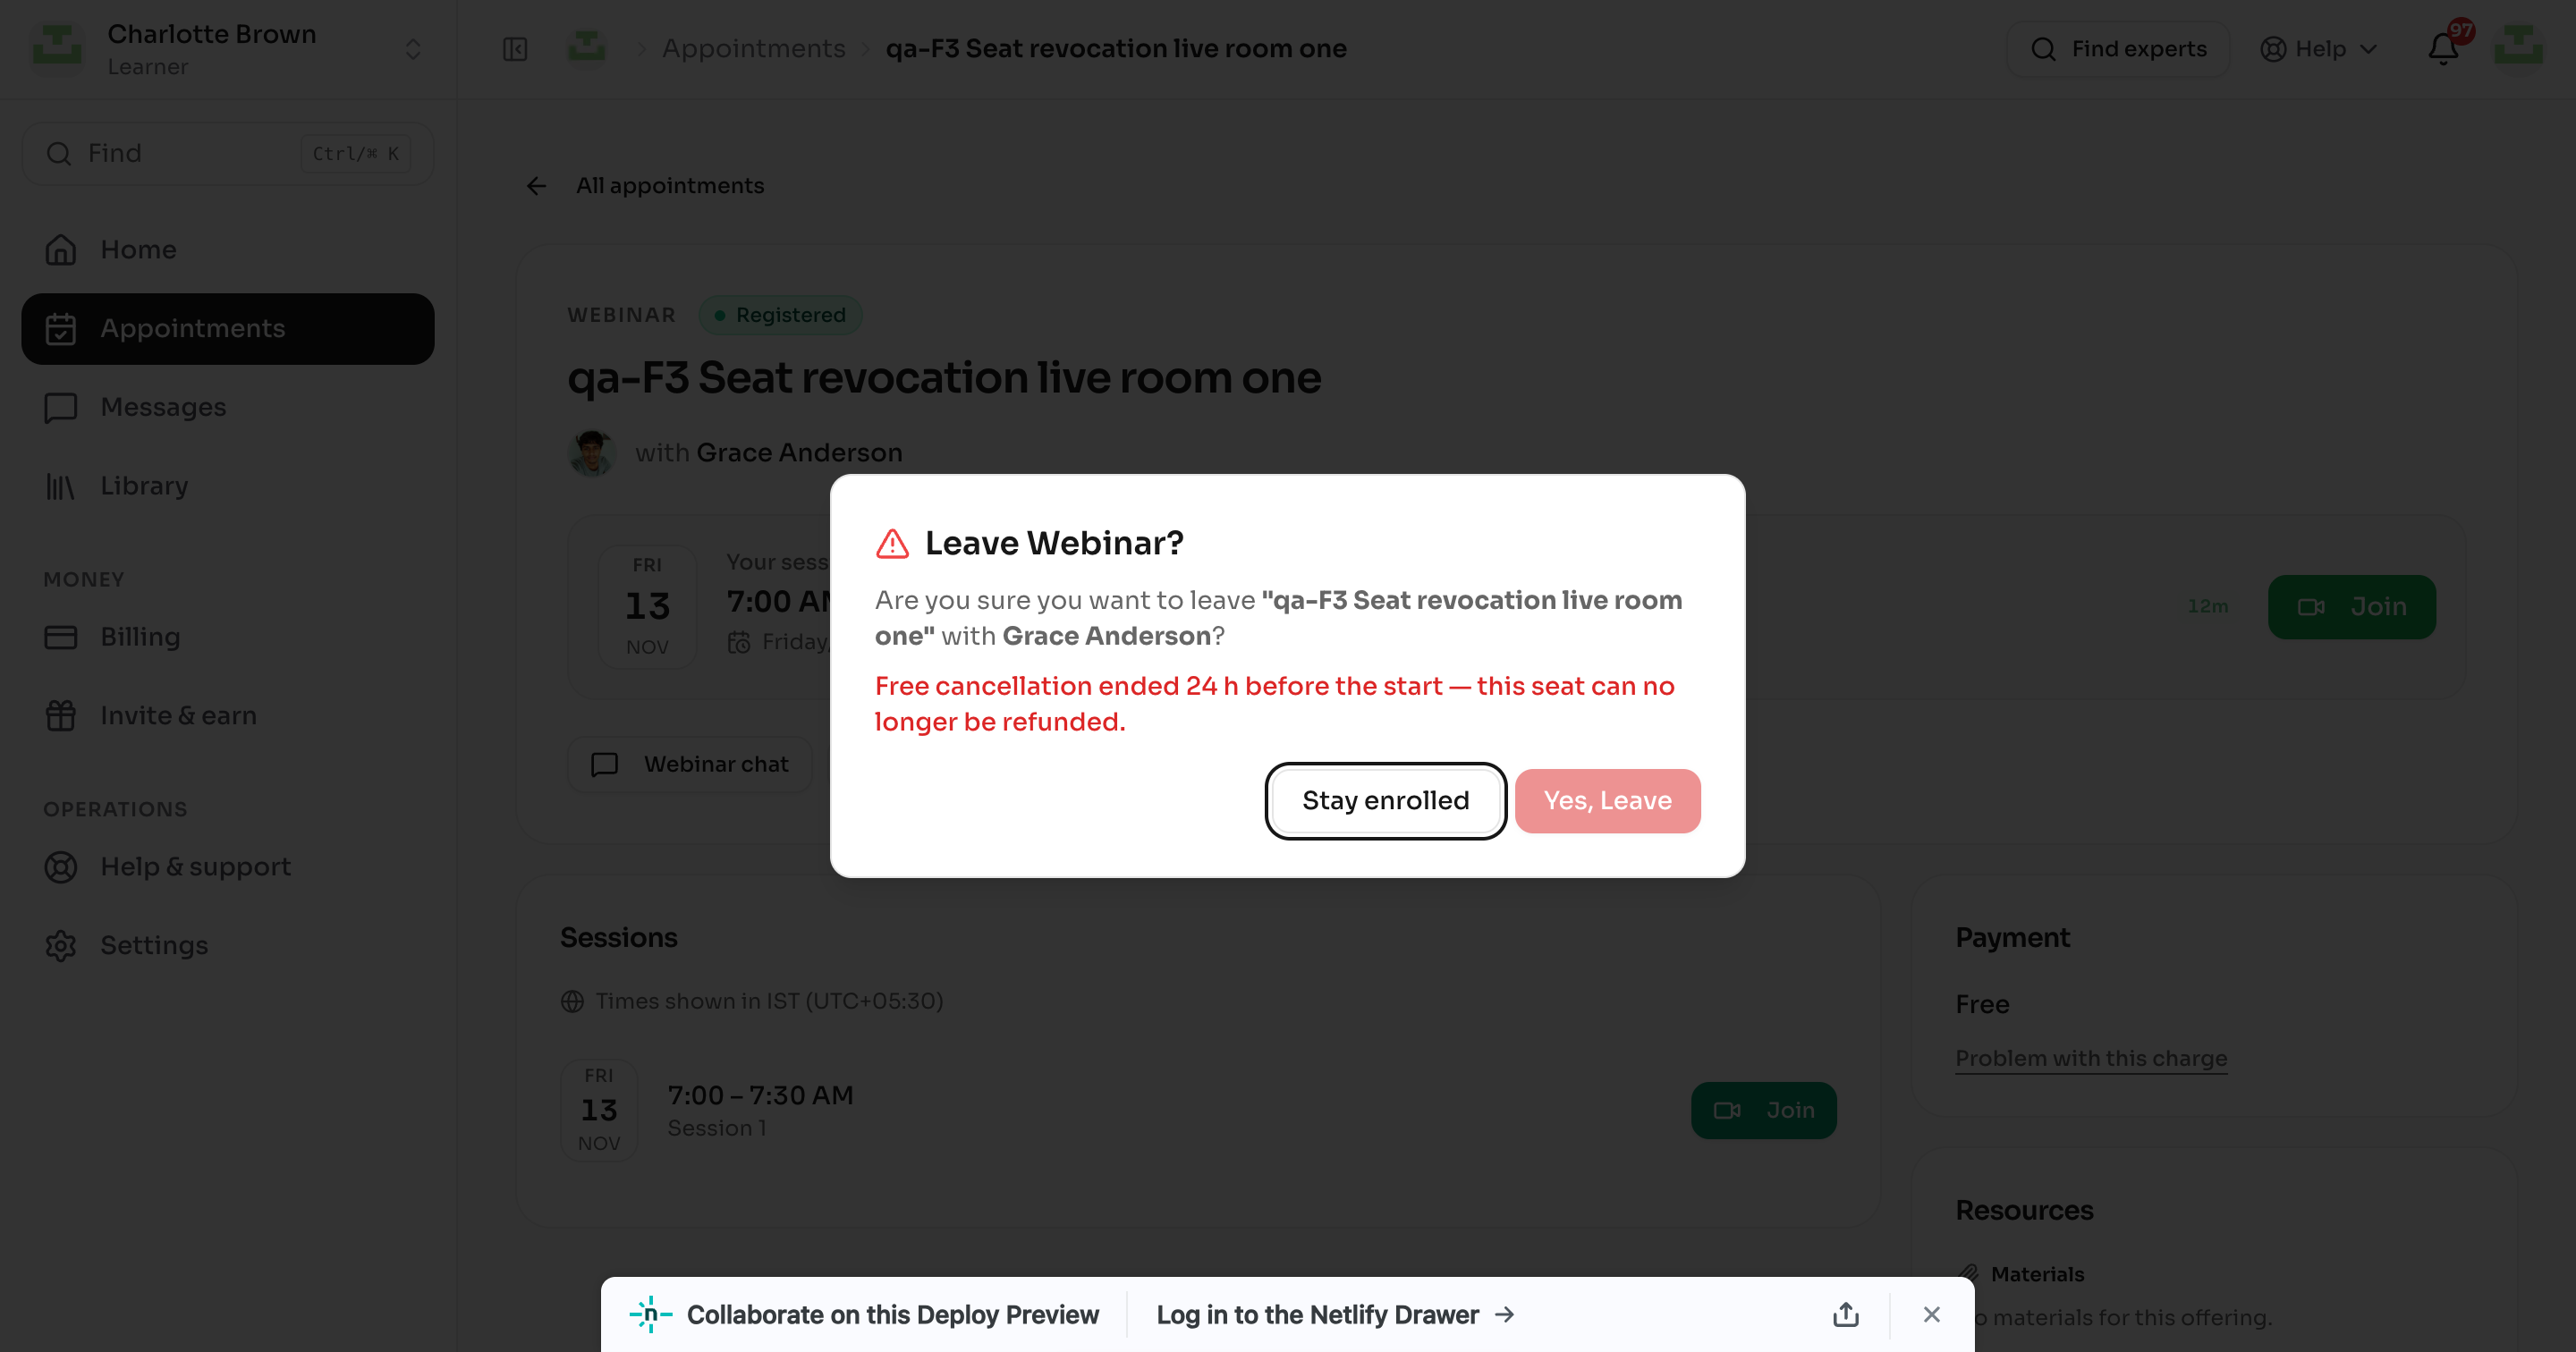 Charlotte Brown
Learner
Find
Ctrl/⌘ K
Home
Appointments
Messages
Library
MONEY
Billing
Invite & earn
OPERATIONS
Help & support
Settings
Appointments
qa-F3 Seat revocation live room one
Find experts
Help
97
All appointments
WEBINAR
Registered
qa-F3 Seat revocation live room one
with Grace Anderson
FRI
13
NOV
Your sess
7:00 AM
Friday,
12m
Join
Webinar chat
Leave Webinar?
Are you sure you want to leave "qa-F3 Seat revocation live room
one" with Grace Anderson?
Free cancellation ended 24 h before the start — this seat can no
longer be refunded.
Stay enrolled
Yes, Leave
Sessions
Times shown in IST (UTC+05:30)
FRI
13
NOV
7:00 – 7:30 AM
Session 1
Join
Payment
Free
Problem with this charge
Resources
Materials
o materials for this offering.
Collaborate on this Deploy Preview
Log in to the Netlify Drawer →